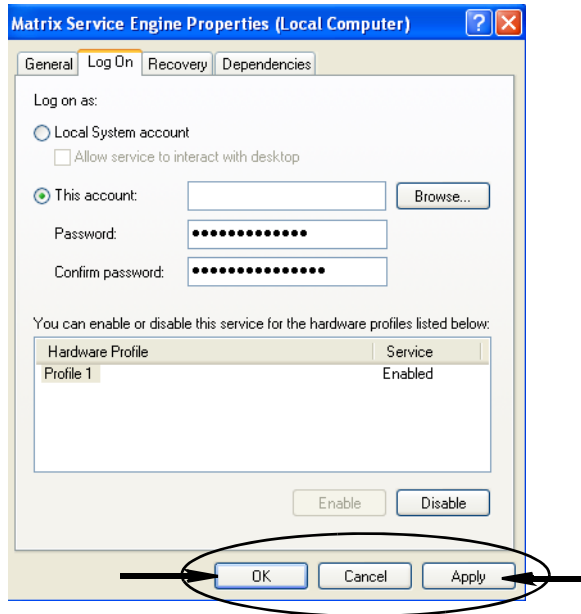 Matrix Service Engine Properties (Local Computer)
General Log On Recovery Dependencies
Log on as:
Local System account
Allow service to interact with desktop
This account: Browse...
Password: •••••••••••••
Confirm password: •••••••••••••••
You can enable or disable this service for the hardware profiles listed below:
Hardware Profile Service
Profile 1 Enabled
Enable Disable
OK Cancel Apply